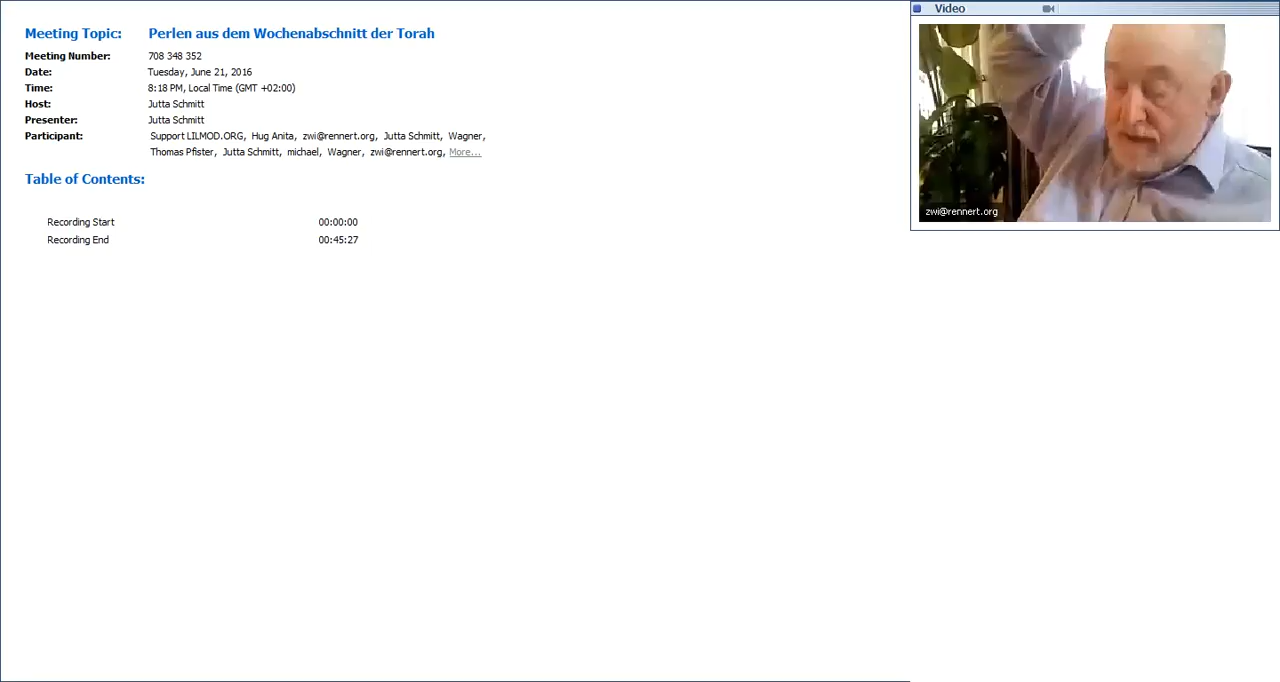 Meeting Topic: Perlen aus dem Wochenabschnitt der Torah
Meeting Number: 708 348 352
Date: Tuesday, June 21, 2016
Time: 8:18 PM, Local Time (GMT +02:00)
Host: Jutta Schmitt
Presenter: Jutta Schmitt
Participant: Support LILMOD.ORG, Hug Anita, zwi@rennert.org, Jutta Schmitt, Wagner,
Thomas Pfister, Jutta Schmitt, michael, Wagner, zwi@rennert.org, More...
Table of Contents:
Recording Start 00:00:00
Recording End 00:45:27
Video
zwi@rennert.org